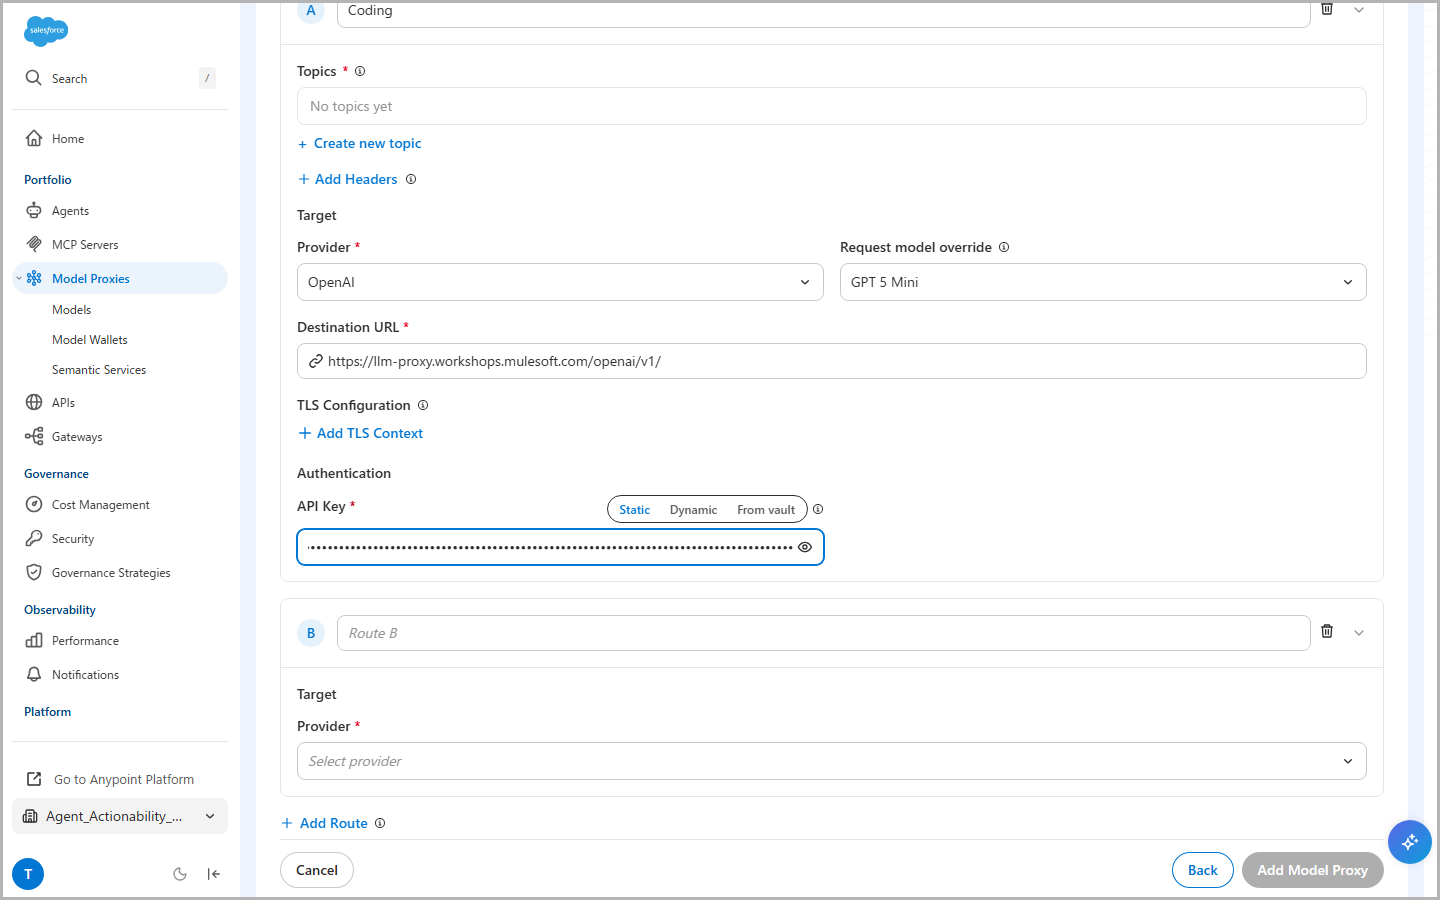 salesforce
Search
/
Home
Portfolio
Agents
MCP Servers
Model Proxies
Models
Model Wallets
Semantic Services
APIs
Gateways
Governance
Cost Management
Security
Governance Strategies
Observability
Performance
Notifications
Platform
Go to Anypoint Platform
Agent_Actionability_...
T
A
Coding
Topics *
No topics yet
+ Create new topic
+ Add Headers
Target
Provider *
Request model override
OpenAI
GPT 5 Mini
Destination URL *
https://llm-proxy.workshops.mulesoft.com/openai/v1/
TLS Configuration
+ Add TLS Context
Authentication
API Key *
Static
Dynamic
From vault
B
Route B
Target
Provider *
Select provider
+ Add Route
Cancel
Back
Add Model Proxy